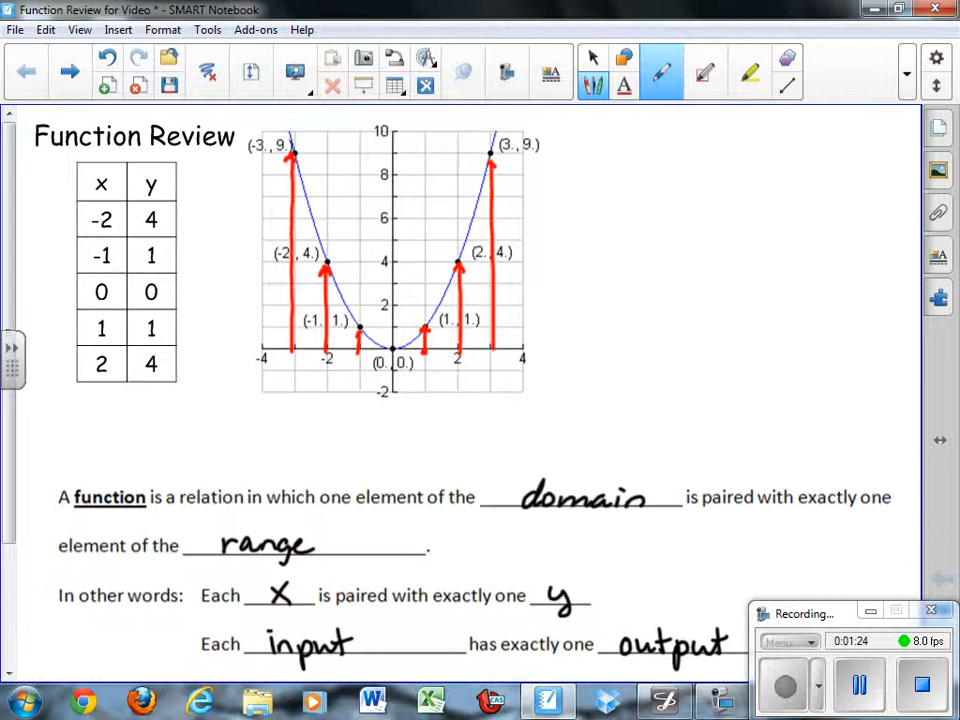 Function Review for Video * - SMART Notebook
File Edit View Insert Format Tools Add-ons Help
Function Review
x y
-2 4
-1 1
0 0
1 1
2 4
10
(-3., 9.) (3., 9.)
8
6
(-2., 4.) 4 (2., 4.)
2
(-1., 1.) (1., 1.)
-4 -2 2 4
(0., 0.)
-2
A function is a relation in which one element of the domain is paired with exactly one
element of the range.
In other words: Each x is paired with exactly one y
Each input has exactly one output
Recording...
Menu 0:01:24 8.0 fps